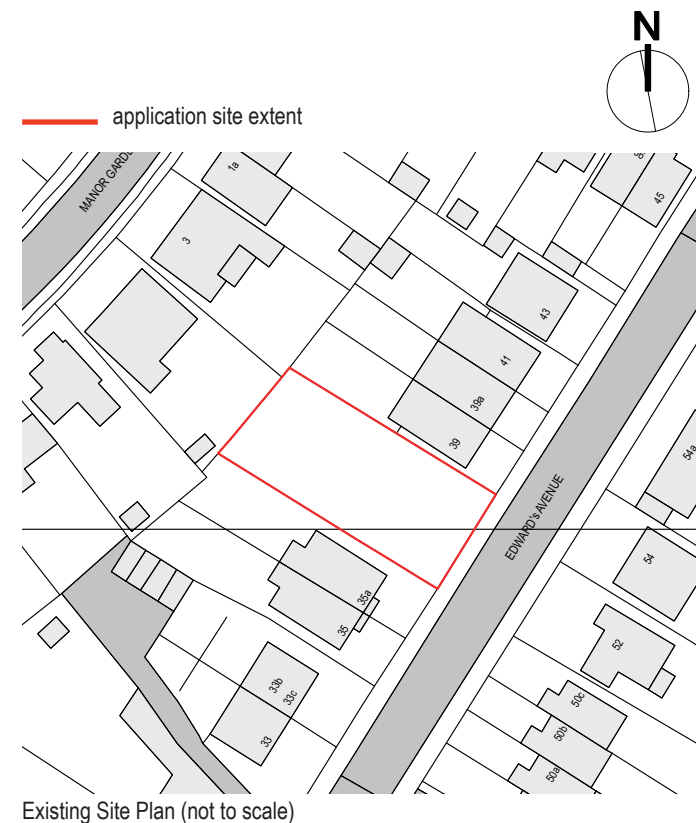 N
application site extent
MANOR GARD
1a
3
45
43
41
39a
39
EDWARD's AVENUE
54a
54
52
35a
35
33b
33c
33
50c
50b
50a
Existing Site Plan (not to scale)